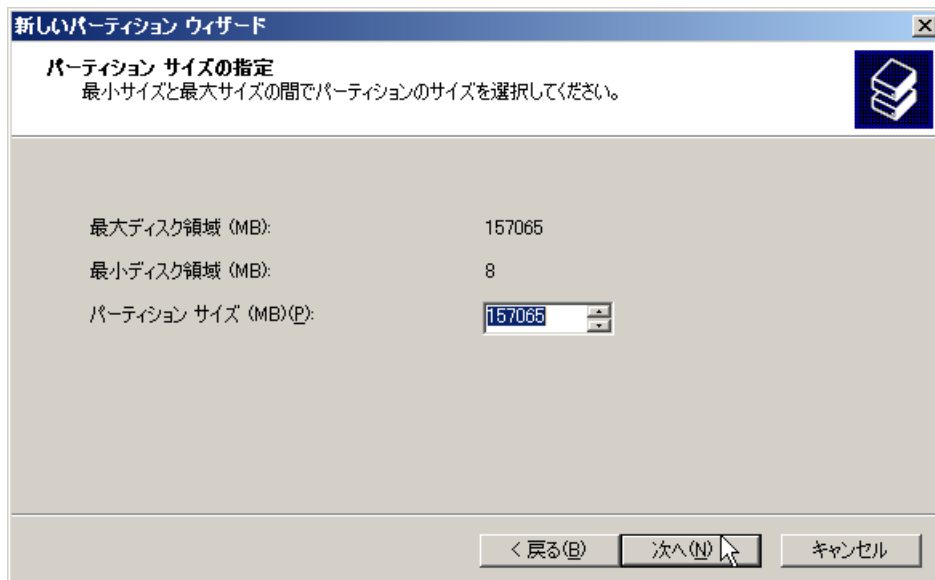 新しいパーティション ウィザード
パーティション サイズの指定
最小サイズと最大サイズの間でパーティションのサイズを選択してください。
最大ディスク領域 (MB): 157065
最小ディスク領域 (MB): 8
パーティション サイズ (MB)(P): 157065
< 戻る(B) 次へ(N) キャンセル